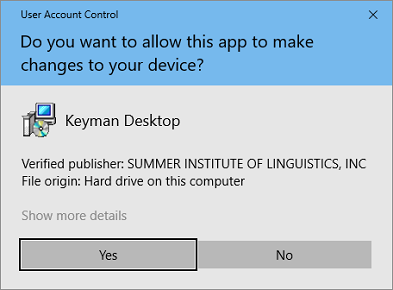 User Account Control
Do you want to allow this app to make
changes to your device?
Keyman Desktop
Verified publisher: SUMMER INSTITUTE OF LINGUISTICS, INC
File origin: Hard drive on this computer
Show more details
Yes
No